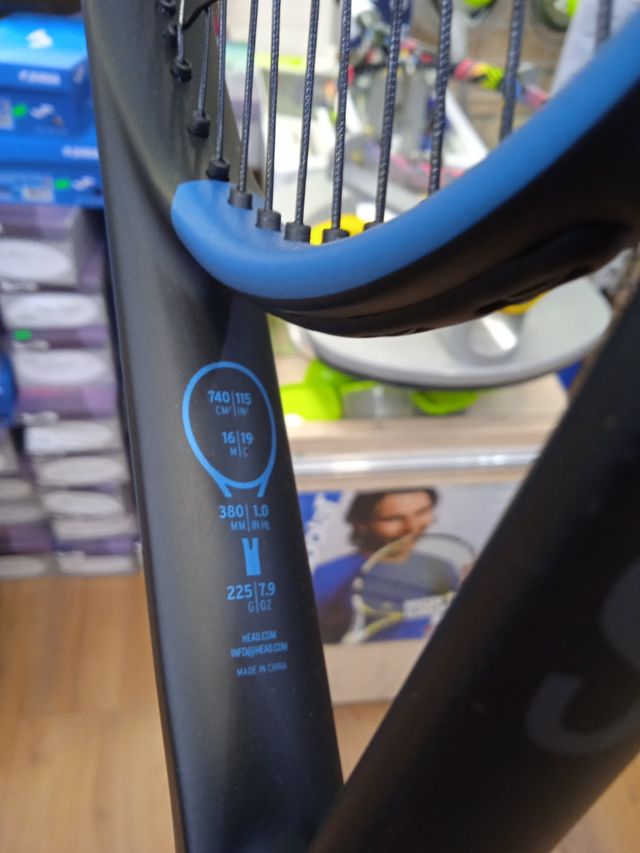 740|115
CM²|IN²
16|19
M|C
380|1.0
MM|IN HL
225|7.9
G|OZ
HEAD.COM
INFO@HEAD.COM
MADE IN CHINA